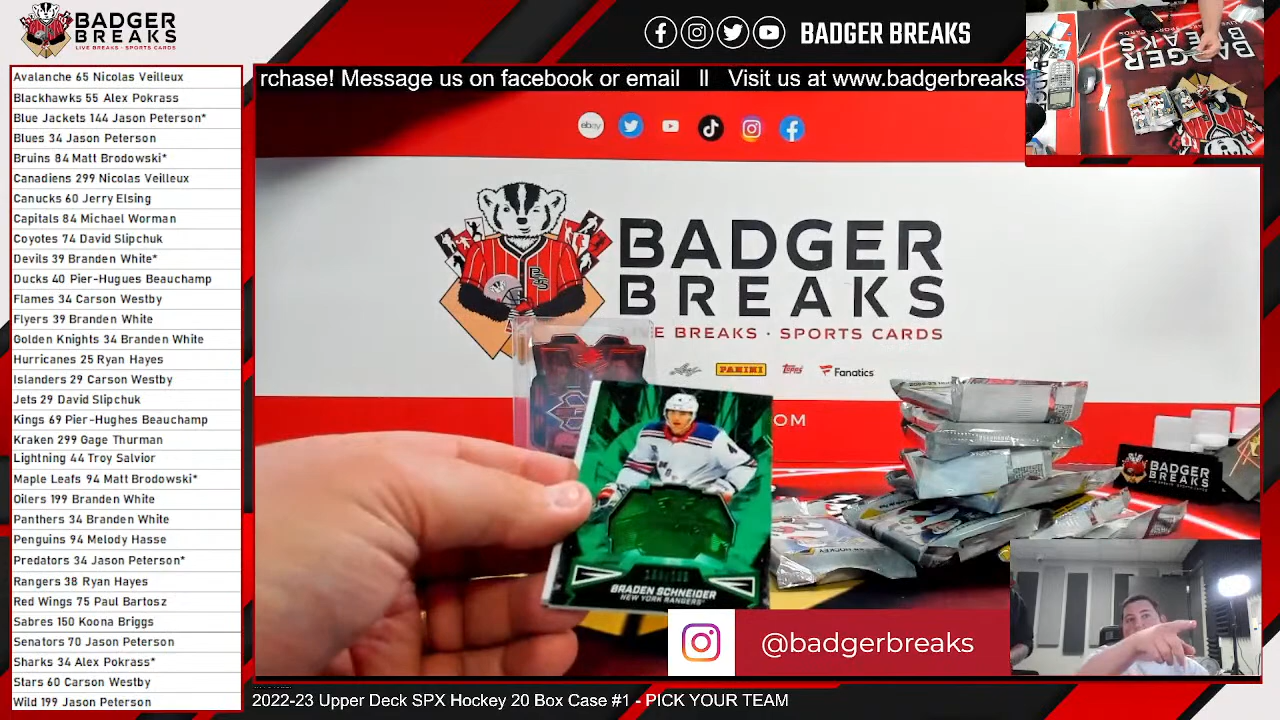 BADGER
BREAKS
LIVE BREAKS · SPORTS CARDS
BADGER BREAKS
rchase! Message us on facebook or email ll Visit us at www.badgerbreaks
Avalanche 65 Nicolas Veilleux
Blackhawks 55 Alex Pokrass
Blue Jackets 144 Jason Peterson*
Blues 34 Jason Peterson
Bruins 84 Matt Brodowski*
Canadiens 299 Nicolas Veilleux
Canucks 60 Jerry Elsing
Capitals 84 Michael Worman
Coyotes 74 David Slipchuk
Devils 39 Branden White*
Ducks 40 Pier-Hugues Beauchamp
Flames 34 Carson Westby
Flyers 39 Branden White
Golden Knights 34 Branden White
Hurricanes 25 Ryan Hayes
Islanders 29 Carson Westby
Jets 29 David Slipchuk
Kings 69 Pier-Hughes Beauchamp
Kraken 299 Gage Thurman
Lightning 44 Troy Salvior
Maple Leafs 94 Matt Brodowski*
Oilers 199 Branden White
Panthers 34 Branden White
Penguins 94 Melody Hasse
Predators 34 Jason Peterson*
Rangers 38 Ryan Hayes
Red Wings 75 Paul Bartosz
Sabres 150 Koona Briggs
Senators 70 Jason Peterson
Sharks 34 Alex Pokrass*
Stars 60 Carson Westby
Wild 199 Jason Peterson
ebay
BADGER
BREAKS
E BREAKS · SPORTS CARDS
Leaf PANINI Topps Fanatics
OM
BADGER
BREAKS
BRADEN SCHNEIDER
NEW YORK RANGERS
@badgerbreaks
2022-23 Upper Deck SPX Hockey 20 Box Case #1 - PICK YOUR TEAM
BADGER
BREAKS